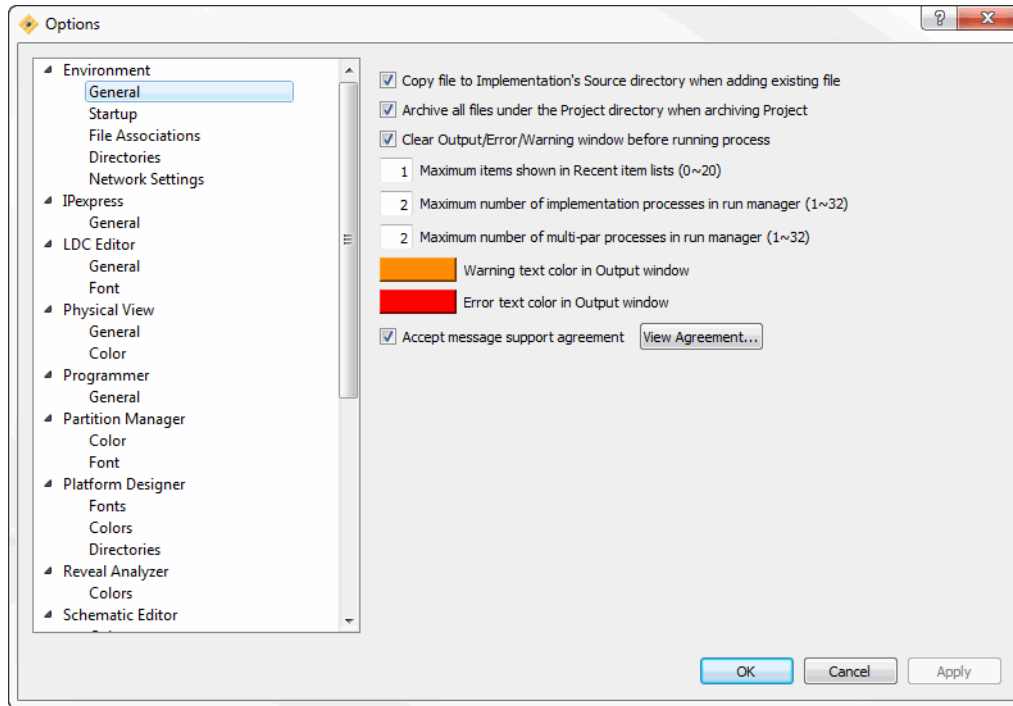 Options
Environment
General
Startup
File Associations
Directories
Network Settings
IPexpress
General
LDC Editor
General
Font
Physical View
General
Color
Programmer
General
Partition Manager
Color
Font
Platform Designer
Fonts
Colors
Directories
Reveal Analyzer
Colors
Schematic Editor
Copy file to Implementation's Source directory when adding existing file
Archive all files under the Project directory when archiving Project
Clear Output/Error/Warning window before running process
1 Maximum items shown in Recent item lists (0~20)
2 Maximum number of implementation processes in run manager (1~32)
2 Maximum number of multi-par processes in run manager (1~32)
Warning text color in Output window
Error text color in Output window
Accept message support agreement View Agreement...
OK Cancel Apply